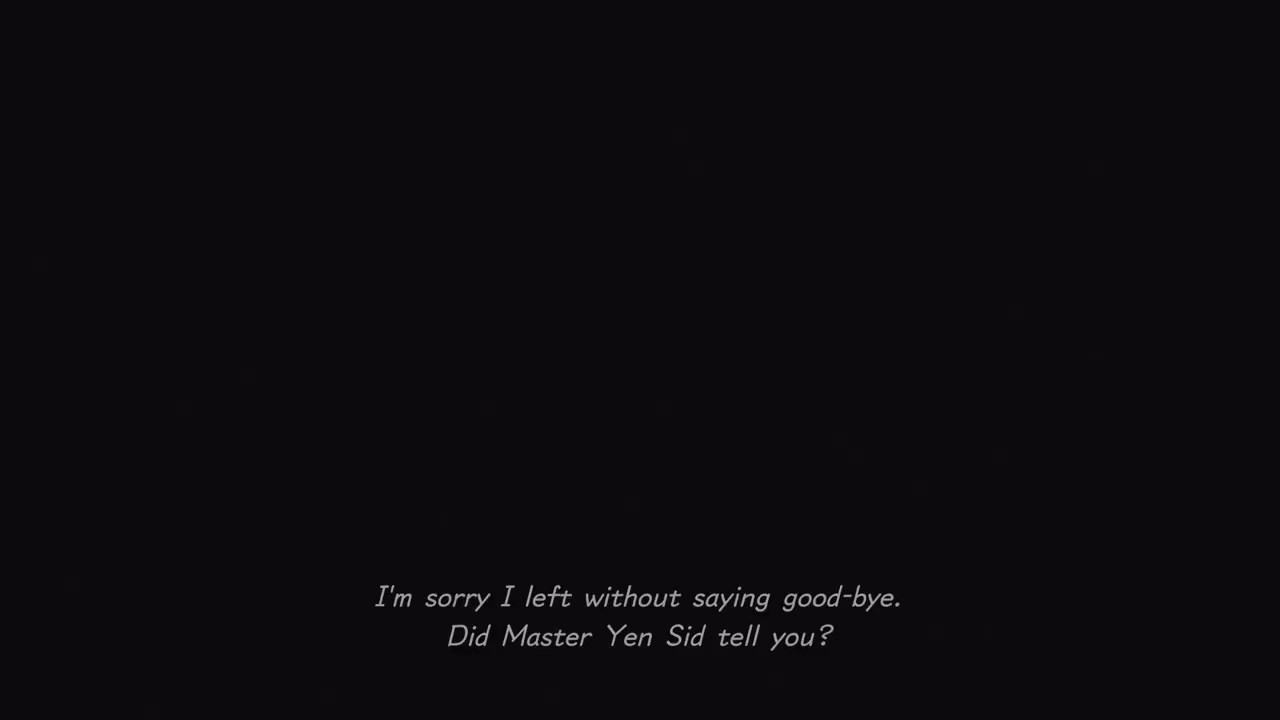 I'm sorry I left without saying good-bye.
Did Master Yen Sid tell you?